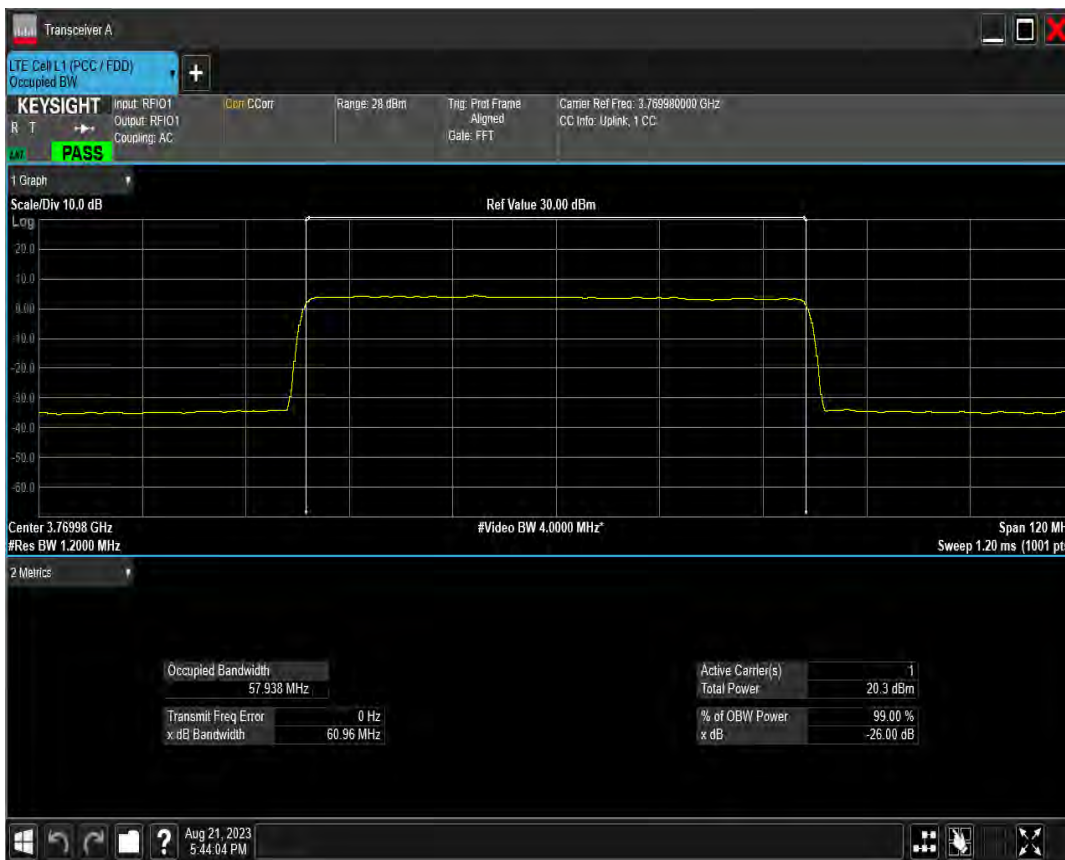 Transceiver A
LTE Cell L1 (PCC / FDD)
Occupied BW
+
KEYSIGHT
R T
PASS
Input: RFIO1
Output: RFIO1
Coupling: AC
Corr CCorr
Range: 28 dBm
Trig: Prot Frame
Aligned
Gate: FFT
Carrier Ref Freq: 3.769980000 GHz
CC Info: Uplink, 1 CC
1 Graph
Scale/Div 10.0 dB
Ref Value 30.00 dBm
Log
20.0
10.0
0.00
-10.0
-20.0
-30.0
-40.0
-50.0
-60.0
Center 3.76998 GHz
#Video BW 4.0000 MHz*
Span 120 MH
#Res BW 1.2000 MHz
Sweep 1.20 ms (1001 pts
2 Metrics
Occupied Bandwidth
57.938 MHz
Transmit Freq Error 0 Hz
x dB Bandwidth 60.96 MHz
Active Carrier(s) 1
Total Power 20.3 dBm
% of OBW Power 99.00 %
x dB -26.00 dB
?
Aug 21, 2023
5:44:04 PM